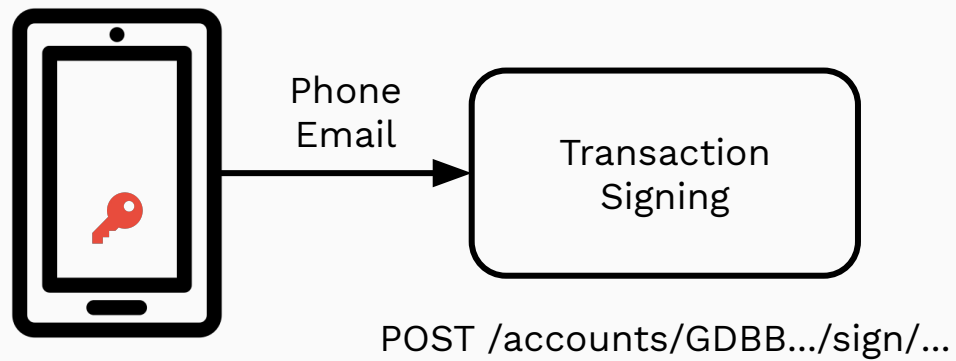 Phone
Email
Transaction
Signing
POST /accounts/GDBB.../sign/...